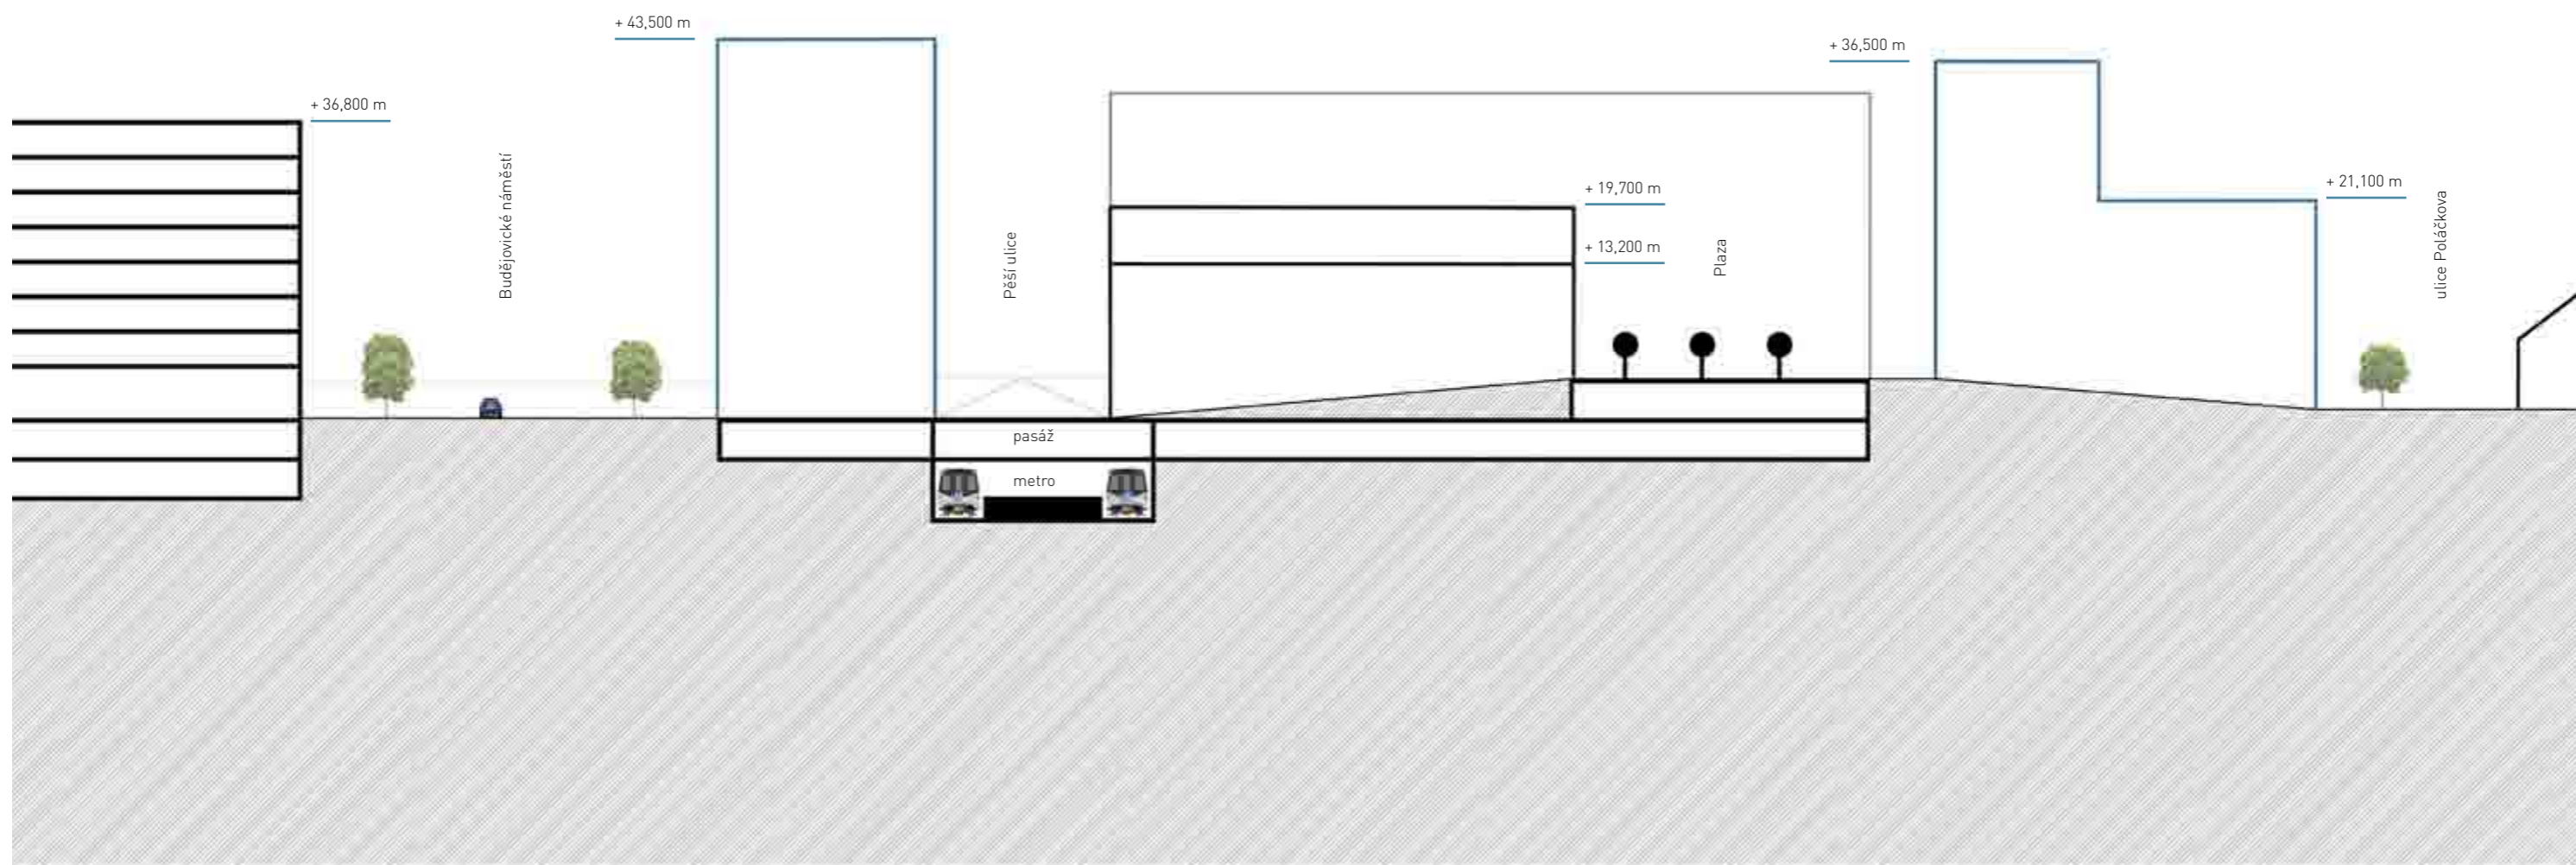 + 43,500 m
+ 36,500 m
+ 36,800 m
+ 19,700 m
+ 21,100 m
+ 13,200 m
Budějovické náměstí
Pěší ulice
Plaza
ulice Poláčkova
pasáž
metro